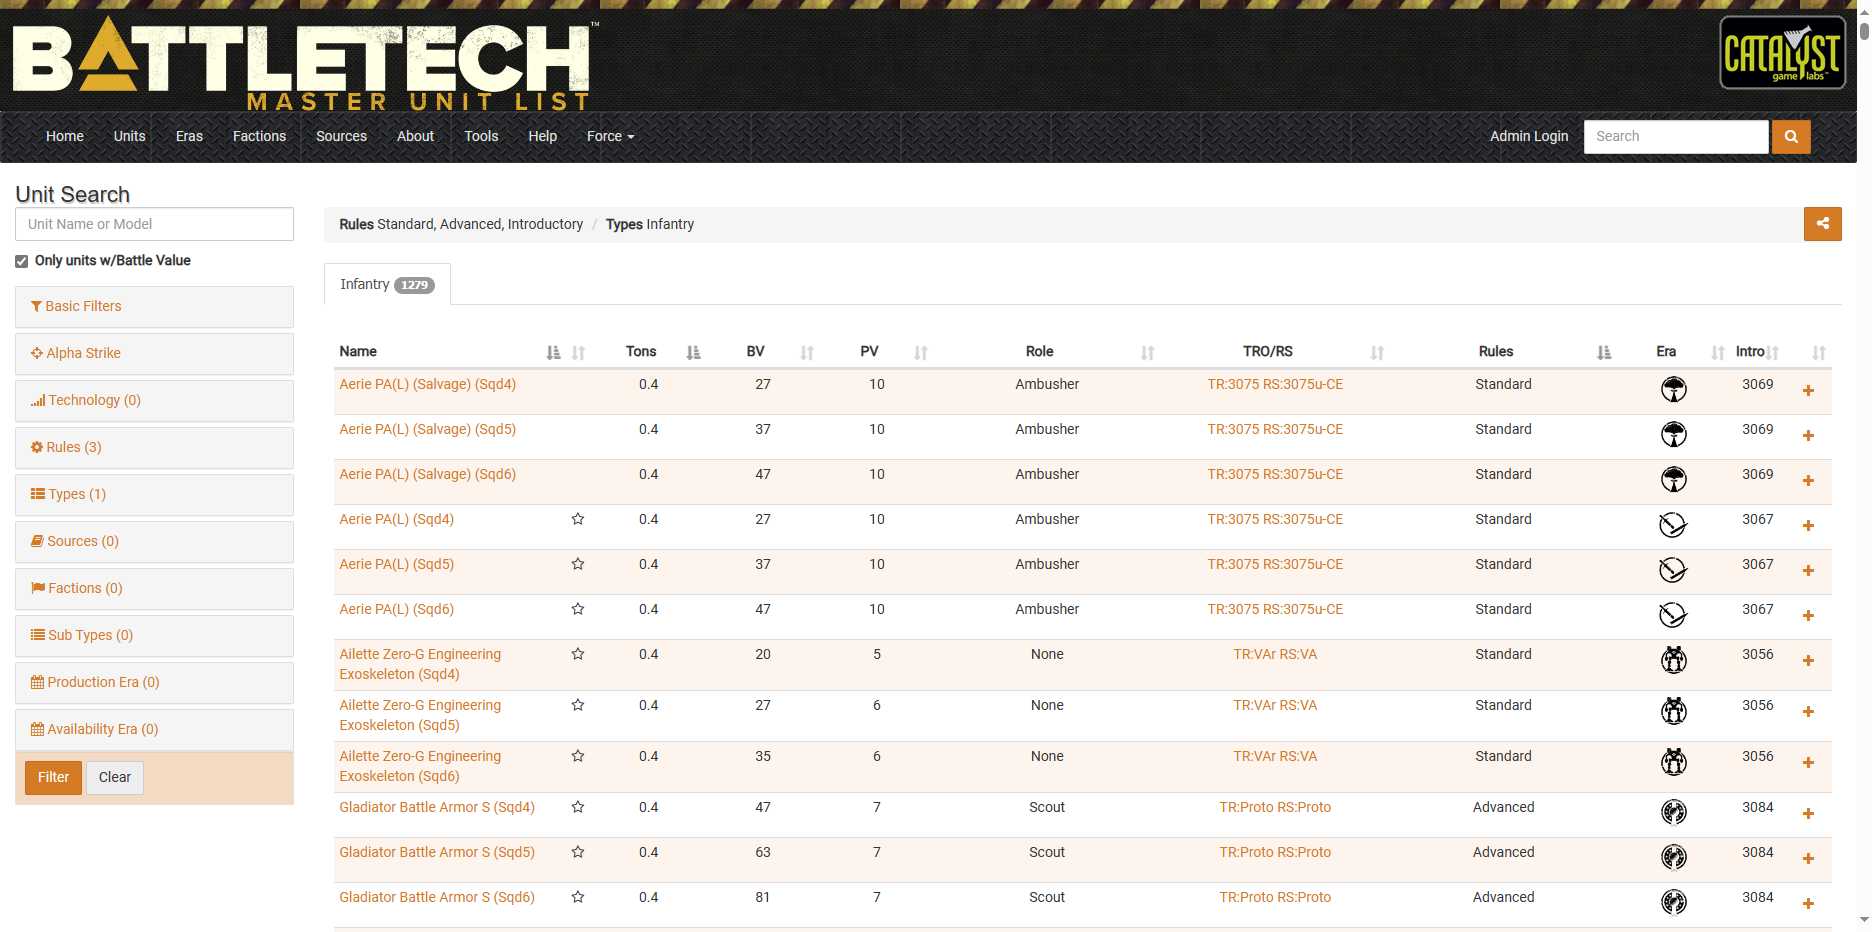 BATTLETECH™
MASTER UNIT LIST
CATALYST
game labs™
Home Units Eras Factions Sources About Tools Help Force Admin Login Search
Unit Search
Unit Name or Model
Only units w/Battle Value
Basic Filters
Alpha Strike
Technology (0)
Rules (3)
Types (1)
Sources (0)
Factions (0)
Sub Types (0)
Production Era (0)
Availability Era (0)
Filter Clear
Rules Standard, Advanced, Introductory / Types Infantry
Infantry 1279
Name Tons BV PV Role TRO/RS Rules Era Intro
Aerie PA(L) (Salvage) (Sqd4) 0.4 27 10 Ambusher TR:3075 RS:3075u-CE Standard 3069
Aerie PA(L) (Salvage) (Sqd5) 0.4 37 10 Ambusher TR:3075 RS:3075u-CE Standard 3069
Aerie PA(L) (Salvage) (Sqd6) 0.4 47 10 Ambusher TR:3075 RS:3075u-CE Standard 3069
Aerie PA(L) (Sqd4) 0.4 27 10 Ambusher TR:3075 RS:3075u-CE Standard 3067
Aerie PA(L) (Sqd5) 0.4 37 10 Ambusher TR:3075 RS:3075u-CE Standard 3067
Aerie PA(L) (Sqd6) 0.4 47 10 Ambusher TR:3075 RS:3075u-CE Standard 3067
Ailette Zero-G Engineering 0.4 20 5 None TR:VAr RS:VA Standard 3056
Exoskeleton (Sqd4)
Ailette Zero-G Engineering 0.4 27 6 None TR:VAr RS:VA Standard 3056
Exoskeleton (Sqd5)
Ailette Zero-G Engineering 0.4 35 6 None TR:VAr RS:VA Standard 3056
Exoskeleton (Sqd6)
Gladiator Battle Armor S (Sqd4) 0.4 47 7 Scout TR:Proto RS:Proto Advanced 3084
Gladiator Battle Armor S (Sqd5) 0.4 63 7 Scout TR:Proto RS:Proto Advanced 3084
Gladiator Battle Armor S (Sqd6) 0.4 81 7 Scout TR:Proto RS:Proto Advanced 3084